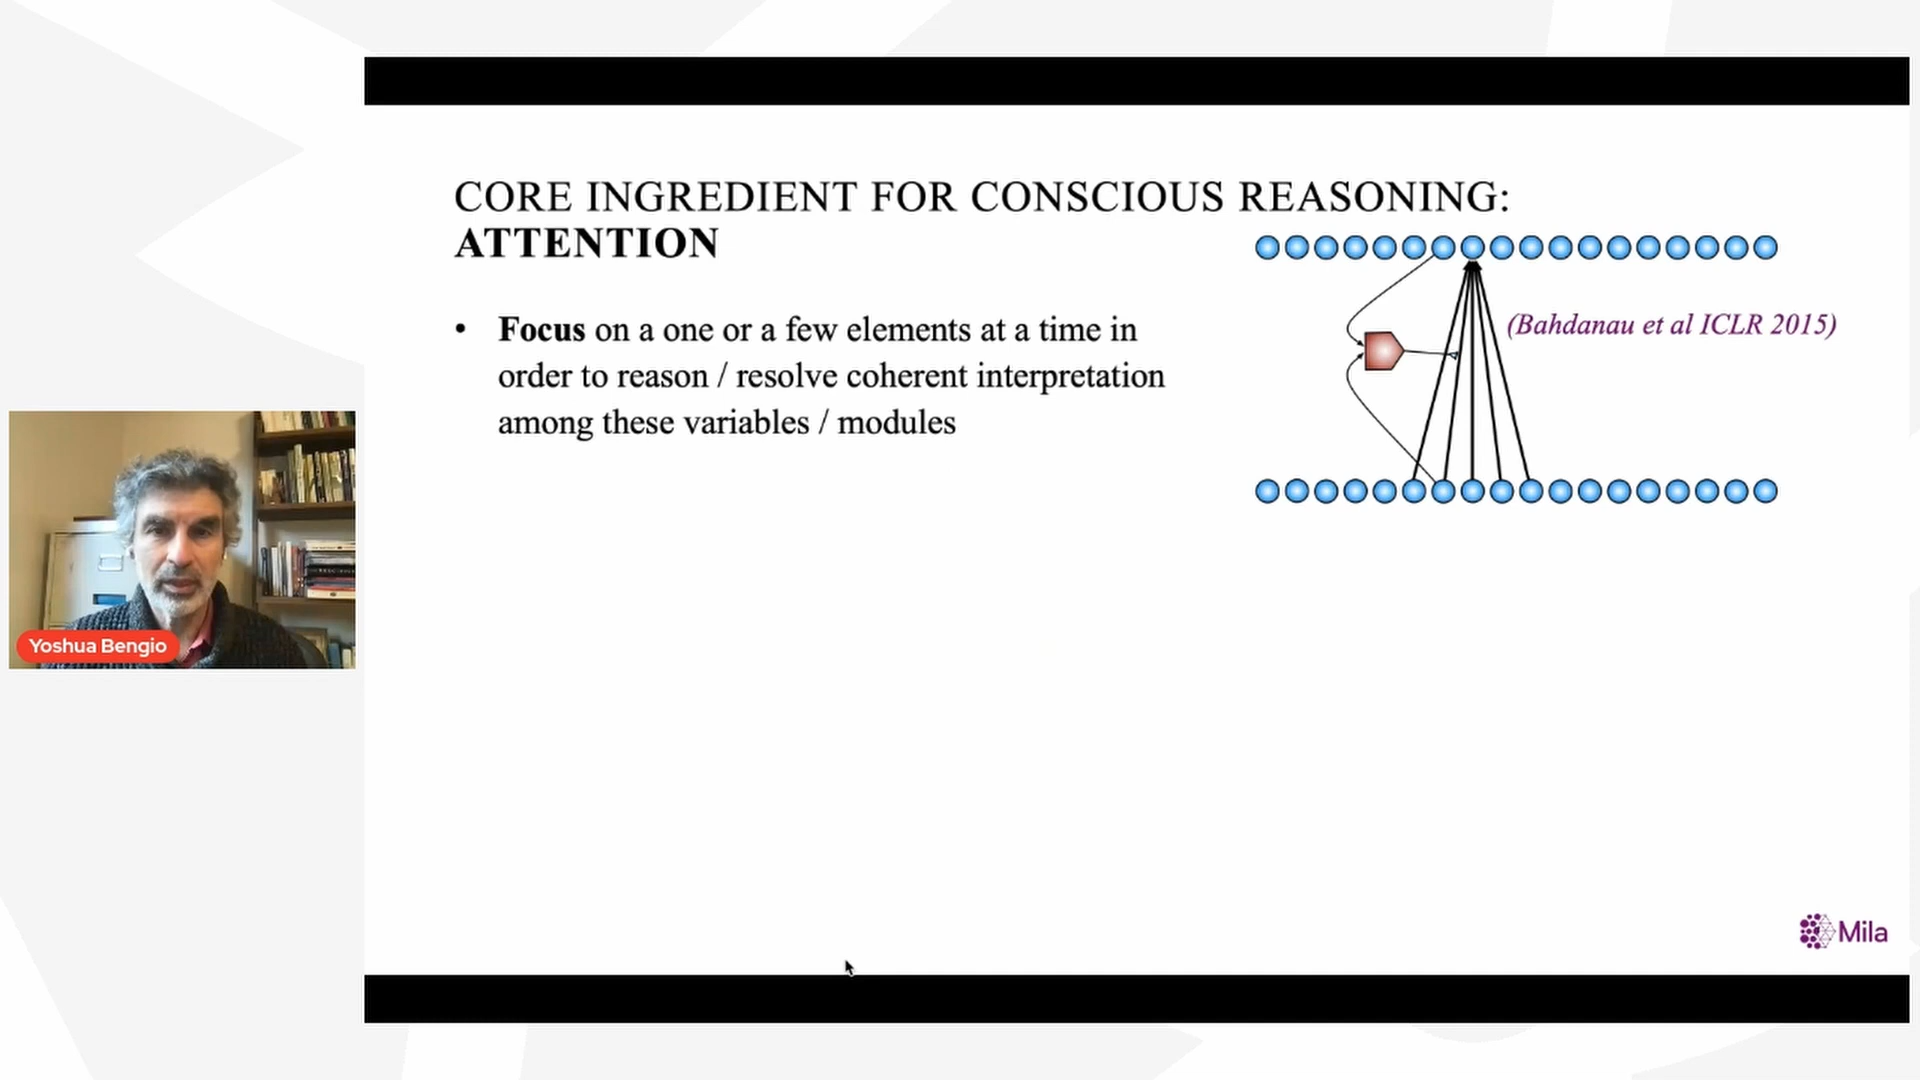 CORE INGREDIENT FOR CONSCIOUS REASONING:
ATTENTION
• Focus on a one or a few elements at a time in
order to reason / resolve coherent interpretation
among these variables / modules
(Bahdanau et al ICLR 2015)
Yoshua Bengio
Mila